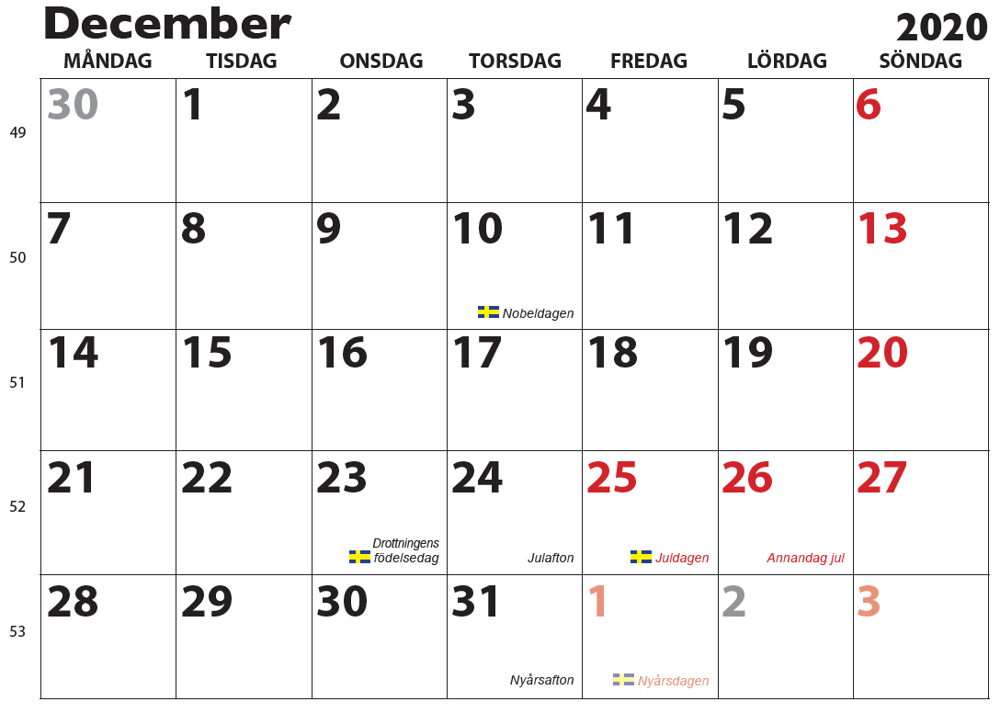 December 2020
MÅNDAG TISDAG ONSDAG TORSDAG FREDAG LÖRDAG SÖNDAG
49 30 1 2 3 4 5 6
50 7 8 9 10 11 12 13
Nobeldagen
51 14 15 16 17 18 19 20
52 21 22 23 24 25 26 27
Drottningens
födelsedag Julafton Juldagen Annandag jul
53 28 29 30 31 1 2 3
Nyårsafton Nyårsdagen